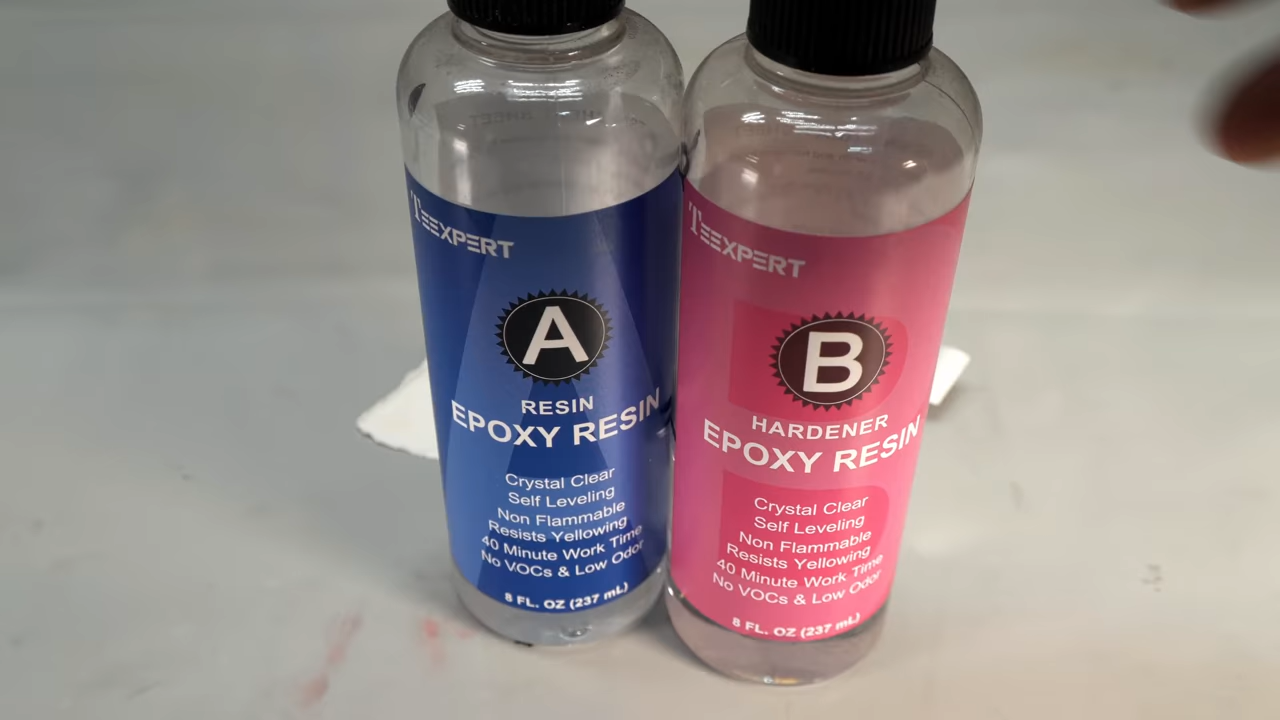 TEEXPERT
A
RESIN
EPOXY RESIN
Crystal Clear
Self Leveling
Non Flammable
Resists Yellowing
40 Minute Work Time
No VOCs & Low Odor
8 FL. OZ (237 mL)
TEEXPERT
B
HARDENER
EPOXY RESIN
Crystal Clear
Self Leveling
Non Flammable
Resists Yellowing
40 Minute Work Time
No VOCs & Low Odor
8 FL. OZ (237 mL)